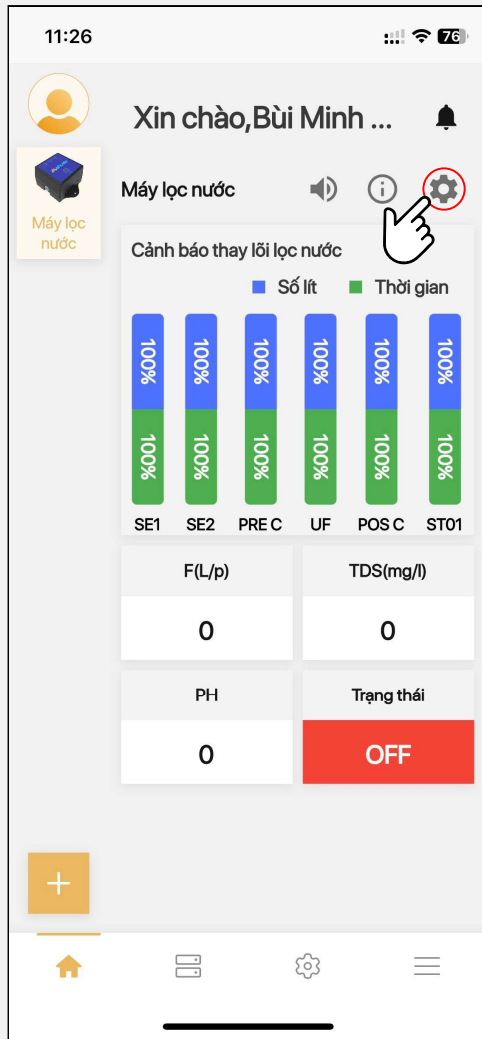 11:26
76
Xin chào,Bùi Minh ...
Máy lọc nước
Máy lọc
nước
Cảnh báo thay lõi lọc nước
Số lít
Thời gian
100% 100% 100% 100% 100% 100%
100% 100% 100% 100% 100% 100%
SE1 SE2 PRE C UF POS C ST01
F(L/p) TDS(mg/l)
0 0
PH Trạng thái
0 OFF